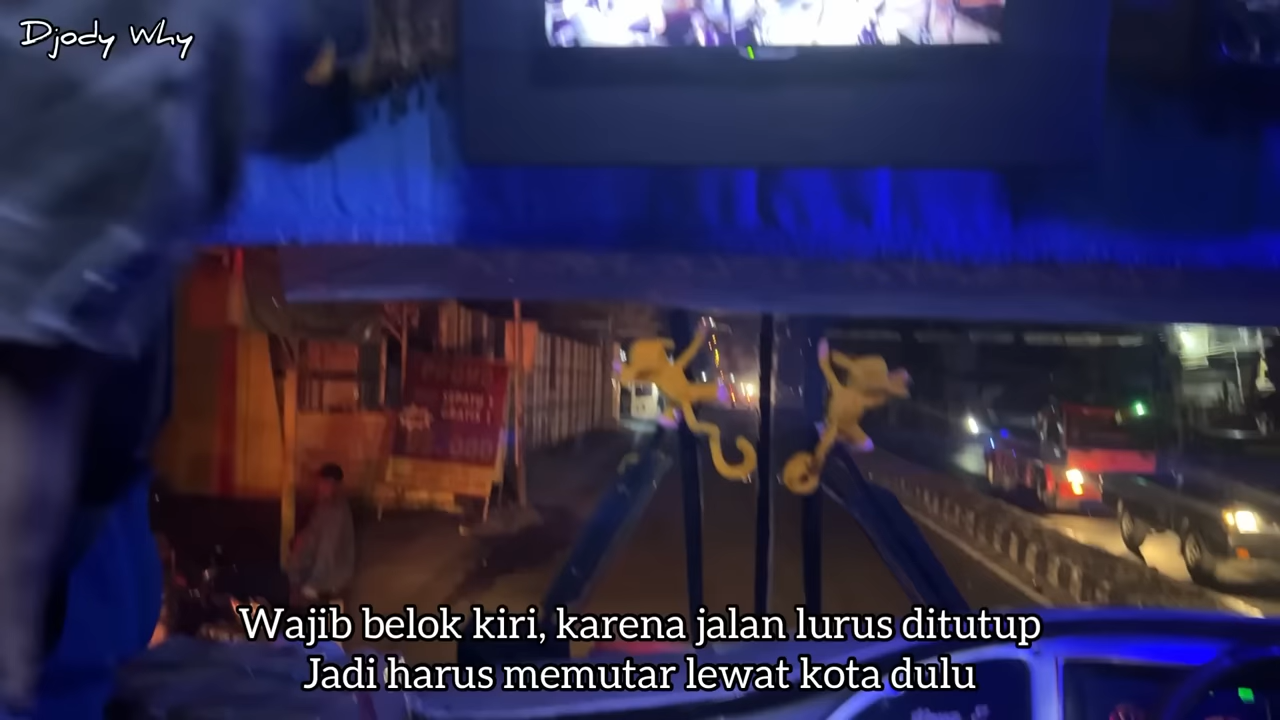 Djody Why
Wajib belok kiri, karena jalan lurus ditutup
Jadi harus memutar lewat kota dulu